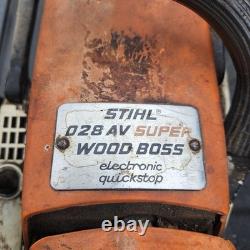 STIHL
028 AV SUPER
WOOD BOSS
electronic
quickstop
ebay